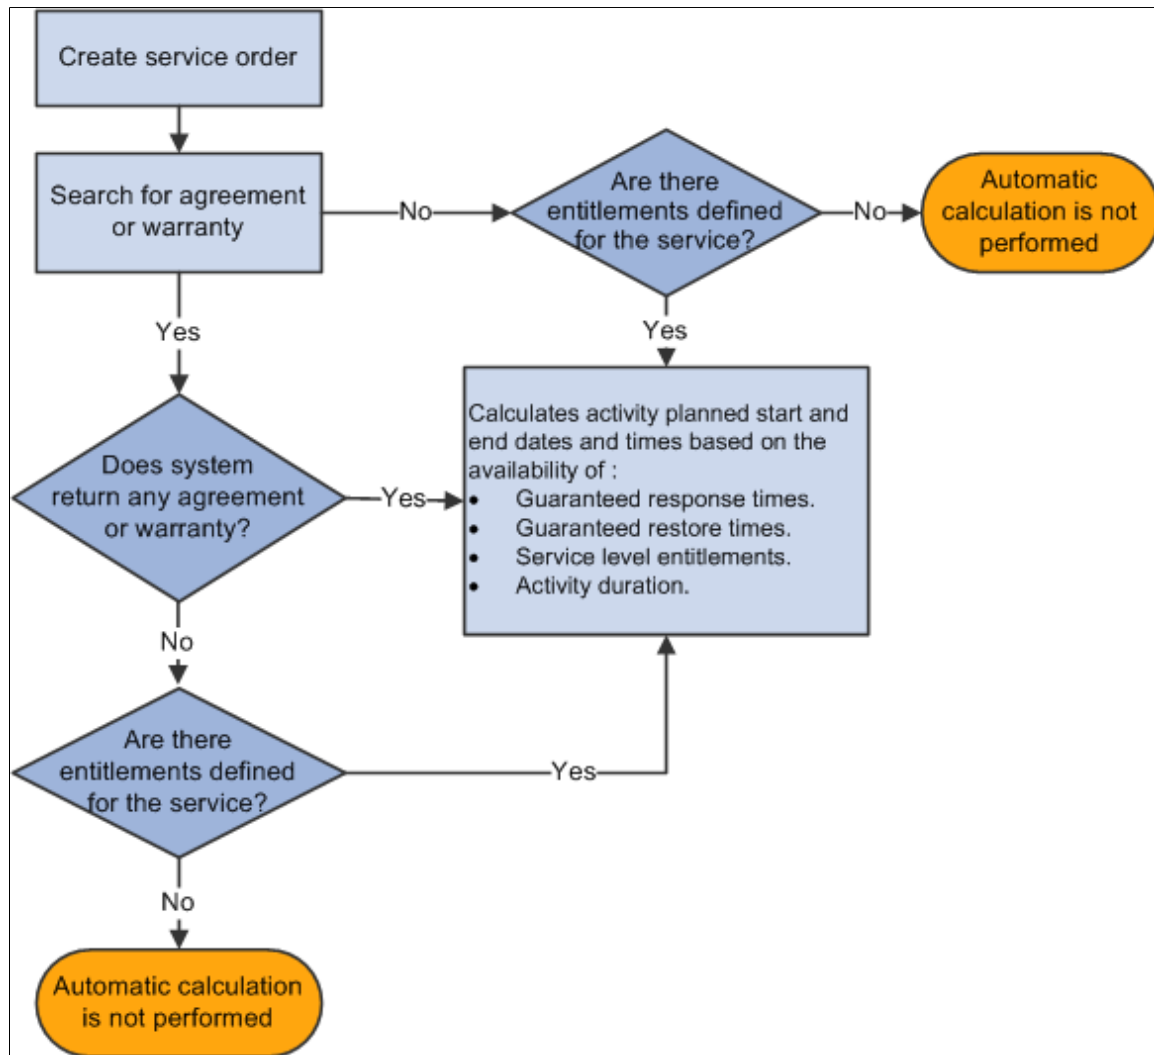 Create service order
Search for agreement
or warranty
No
Are there
entitlements defined
for the service?
No
Automatic
calculation is not
performed
Yes
Yes
Does system
return any agreement
or warranty?
Yes
Calculates activity planned start and
end dates and times based on the
availability of :
• Guaranteed response times.
• Guaranteed restore times.
• Service level entitlements.
• Activity duration.
No
Are there
entitlements defined
for the service?
Yes
No
Automatic calculation
is not performed